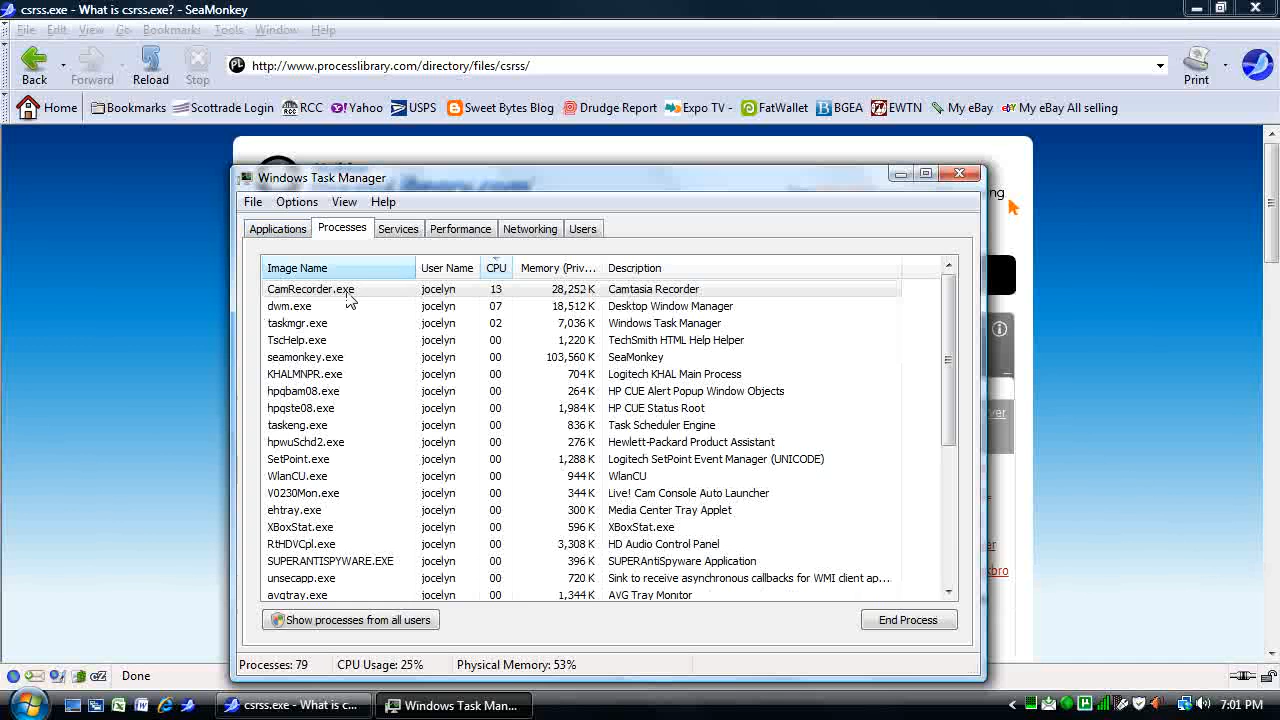 csrss.exe - What is csrss.exe? - SeaMonkey
File Edit View Go Bookmarks Tools Window Help
Back Forward Reload Stop http://www.processlibrary.com/directory/files/csrss/ Print
Home Bookmarks Scottrade Login RCC Yahoo USPS Sweet Bytes Blog Drudge Report Expo TV - FatWallet BGEA EWTN My eBay My eBay All selling
Windows Task Manager
File Options View Help
Applications Processes Services Performance Networking Users
Image Name User Name CPU Memory (Priv... Description
CamRecorder.exe jocelyn 13 28,252 K Camtasia Recorder
dwm.exe jocelyn 07 18,512 K Desktop Window Manager
taskmgr.exe jocelyn 02 7,036 K Windows Task Manager
TscHelp.exe jocelyn 00 1,220 K TechSmith HTML Help Helper
seamonkey.exe jocelyn 00 103,560 K SeaMonkey
KHALMNPR.exe jocelyn 00 704 K Logitech KHAL Main Process
hpqbam08.exe jocelyn 00 264 K HP CUE Alert Popup Window Objects
hpqste08.exe jocelyn 00 1,984 K HP CUE Status Root
taskeng.exe jocelyn 00 836 K Task Scheduler Engine
hpwuSchd2.exe jocelyn 00 276 K Hewlett-Packard Product Assistant
SetPoint.exe jocelyn 00 1,288 K Logitech SetPoint Event Manager (UNICODE)
WlanCU.exe jocelyn 00 944 K WlanCU
V0230Mon.exe jocelyn 00 344 K Live! Cam Console Auto Launcher
ehtray.exe jocelyn 00 300 K Media Center Tray Applet
XBoxStat.exe jocelyn 00 596 K XBoxStat.exe
RtHDVCpl.exe jocelyn 00 3,308 K HD Audio Control Panel
SUPERANTISPYWARE.EXE jocelyn 00 396 K SUPERAntiSpyware Application
unsecapp.exe jocelyn 00 720 K Sink to receive asynchronous callbacks for WMI client ap...
avgtray.exe jocelyn 00 1,344 K AVG Tray Monitor
Show processes from all users End Process
Processes: 79 CPU Usage: 25% Physical Memory: 53%
Done
csrss.exe - What is c... Windows Task Man... 7:01 PM